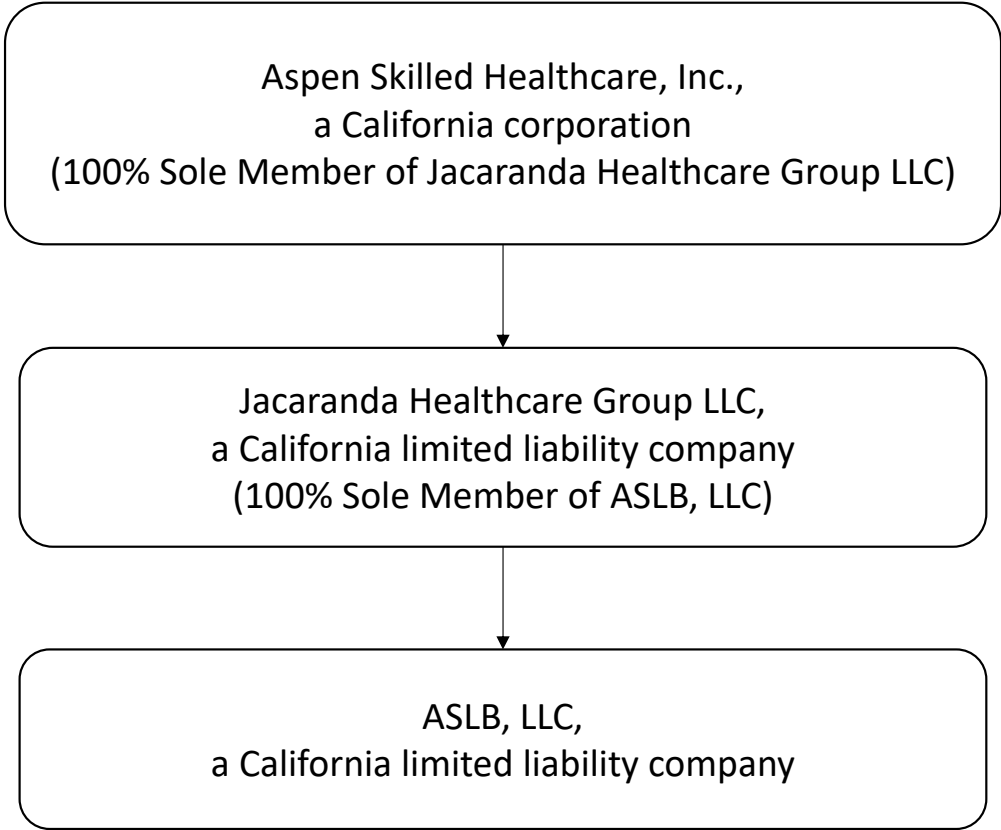 Aspen Skilled Healthcare, Inc.,
a California corporation
(100% Sole Member of Jacaranda Healthcare Group LLC)
Jacaranda Healthcare Group LLC,
a California limited liability company
(100% Sole Member of ASLB, LLC)
ASLB, LLC,
a California limited liability company